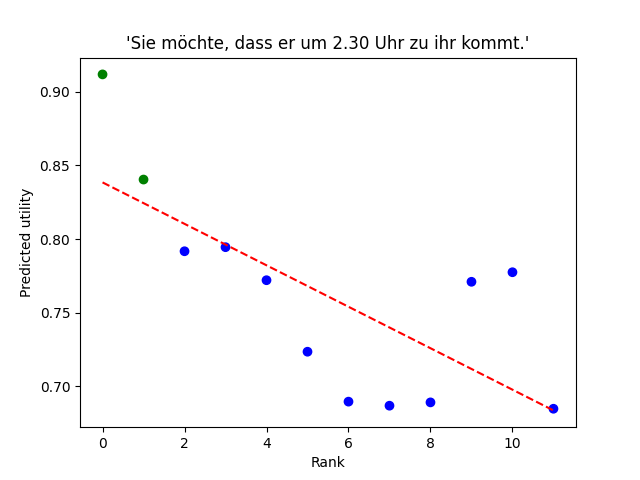 'Sie möchte, dass er um 2.30 Uhr zu ihr kommt.'
Predicted utility
0.90
0.85
0.80
0.75
0.70
0 2 4 6 8 10
Rank